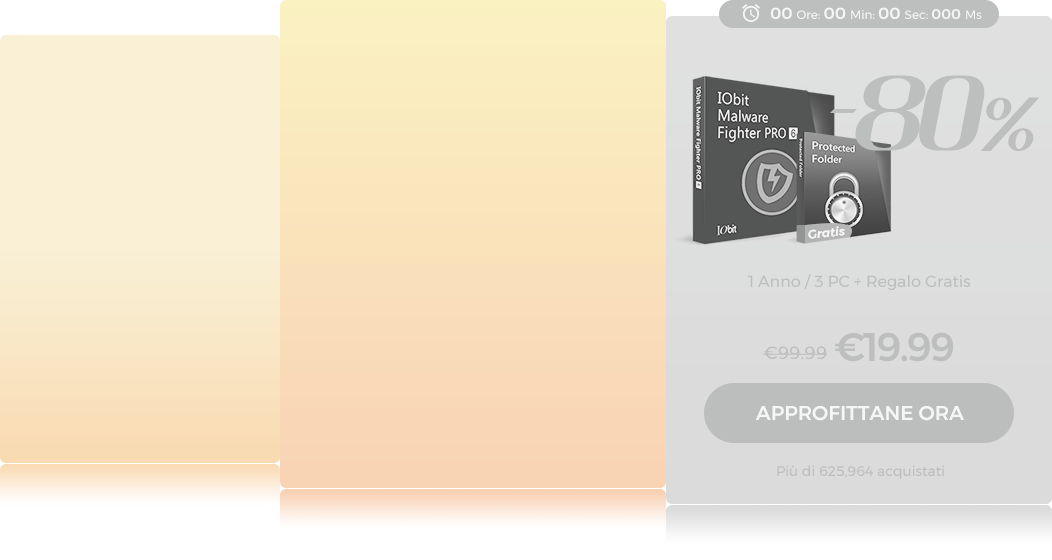 00 Ore: 00 Min: 00 Sec: 000 Ms
-80%
IObit Malware Fighter PRO 6
IObit
Malware
Fighter PRO 6
Protected Folder
Protected
Folder
IObit
Gratis
1 Anno / 3 PC + Regalo Gratis
€99.99 €19.99
APPROFITTANE ORA
Più di 625,964 acquistati